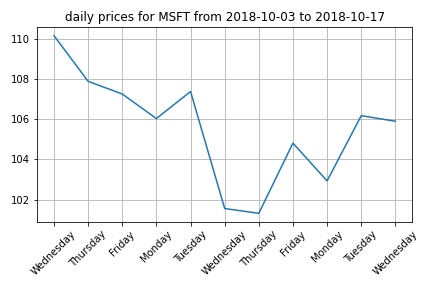 daily prices for MSFT from 2018-10-03 to 2018-10-17
110
108
106
104
102
Wednesday
Thursday
Friday
Monday
Tuesday
Wednesday
Thursday
Friday
Monday
Tuesday
Wednesday